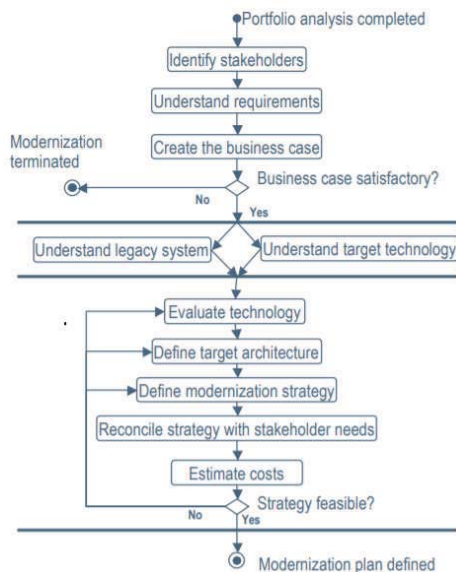 Portfolio analysis completed
Identify stakeholders
Understand requirements
Create the business case
Modernization
terminated
Business case satisfactory?
No
Yes
Understand legacy system
Understand target technology
Evaluate technology
Define target architecture
Define modernization strategy
Reconcile strategy with stakeholder needs
Estimate costs
Strategy feasible?
No
Yes
Modernization plan defined